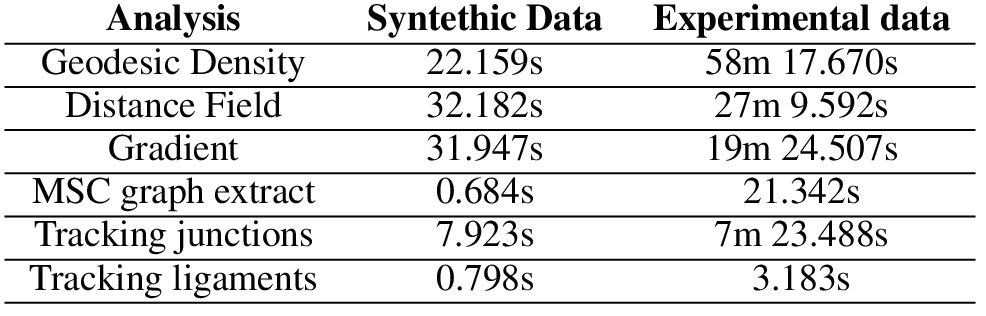 Analysis Syntethic Data Experimental data
Geodesic Density 22.159s 58m 17.670s
Distance Field 32.182s 27m 9.592s
Gradient 31.947s 19m 24.507s
MSC graph extract 0.684s 21.342s
Tracking junctions 7.923s 7m 23.488s
Tracking ligaments 0.798s 3.183s